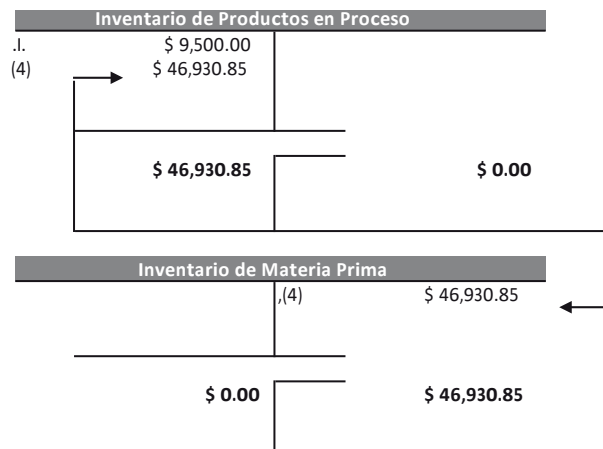 Inventario de Productos en Proceso
.I. $ 9,500.00
(4) $ 46,930.85
$ 46,930.85 $ 0.00
Inventario de Materia Prima
,(4) $ 46,930.85
$ 0.00 $ 46,930.85